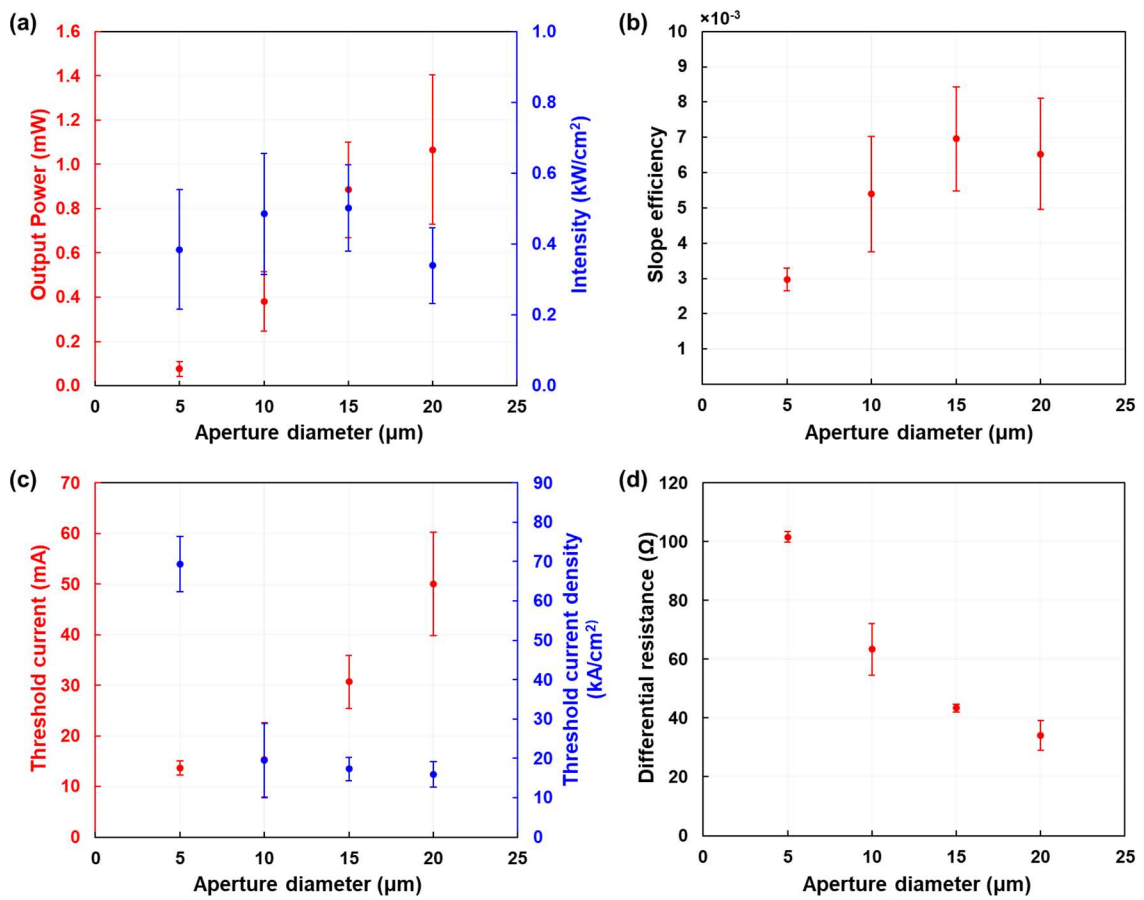 (a)
1.6
1.4
1.2
1.0
0.8
0.6
0.4
0.2
0.0
Output Power (mW)
1.0
0.8
0.6
0.4
0.2
0.0
Intensity (kW/cm²)
0 5 10 15 20 25
Aperture diameter (μm)
(b)
×10⁻³
10
9
8
7
6
5
4
3
2
1
Slope efficiency
0 5 10 15 20 25
Aperture diameter (μm)
(c)
70
60
50
40
30
20
10
0
Threshold current (mA)
90
80
70
60
50
40
30
20
10
0
Threshold current density
(kA/cm²⁾
0 5 10 15 20 25
Aperture diameter (μm)
(d)
120
100
80
60
40
20
0
Differential resistance (Ω)
0 5 10 15 20 25
Aperture diameter (μm)